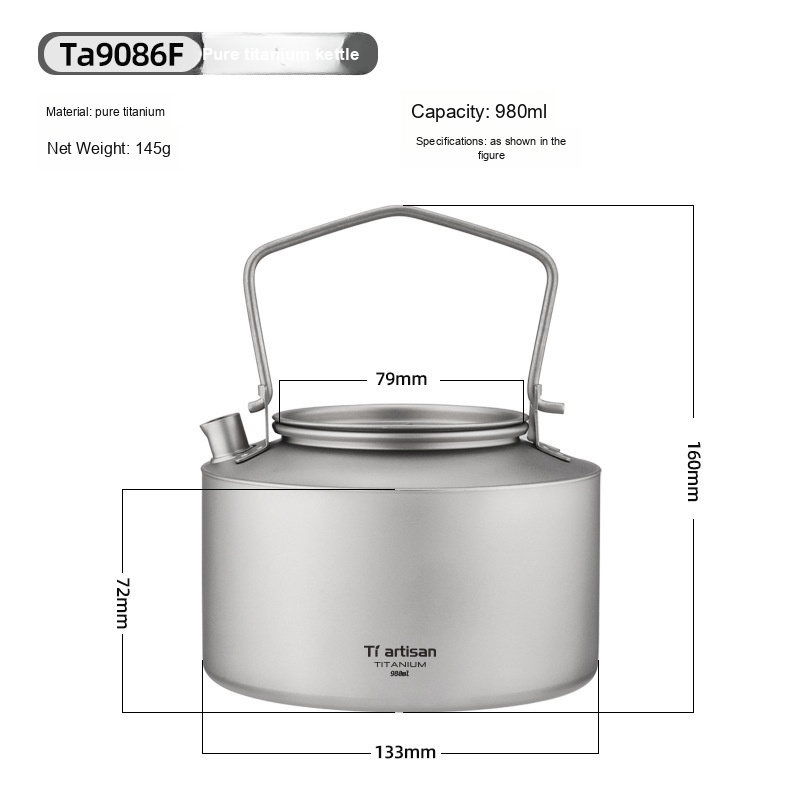 Ta9086F Pure titanium kettle
Material: pure titanium
Capacity: 980ml
Net Weight: 145g
Specifications: as shown in the
figure
79mm
160mm
72mm
Ti artisan
TITANIUM
980ml
133mm